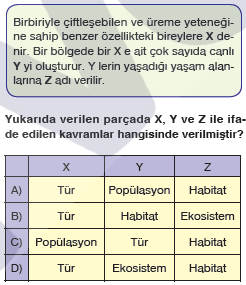 Birbiriyle çiftleşebilen ve üreme yeteneği-
ne sahip benzer özellikteki bireylere X de-
nir. Bir bölgede bir X e ait çok sayıda canlı
Y yi oluşturur. Y lerin yaşadığı yaşam alan-
larına Z adı verilir.
Yukarıda verilen parçada X, Y ve Z ile ifa-
de edilen kavramlar hangisinde verilmiştir?
X Y Z
A) Tür Popülasyon Habitat
B) Tür Habitat Ekosistem
C) Popülasyon Tür Habitat
D) Tür Ekosistem Habitat